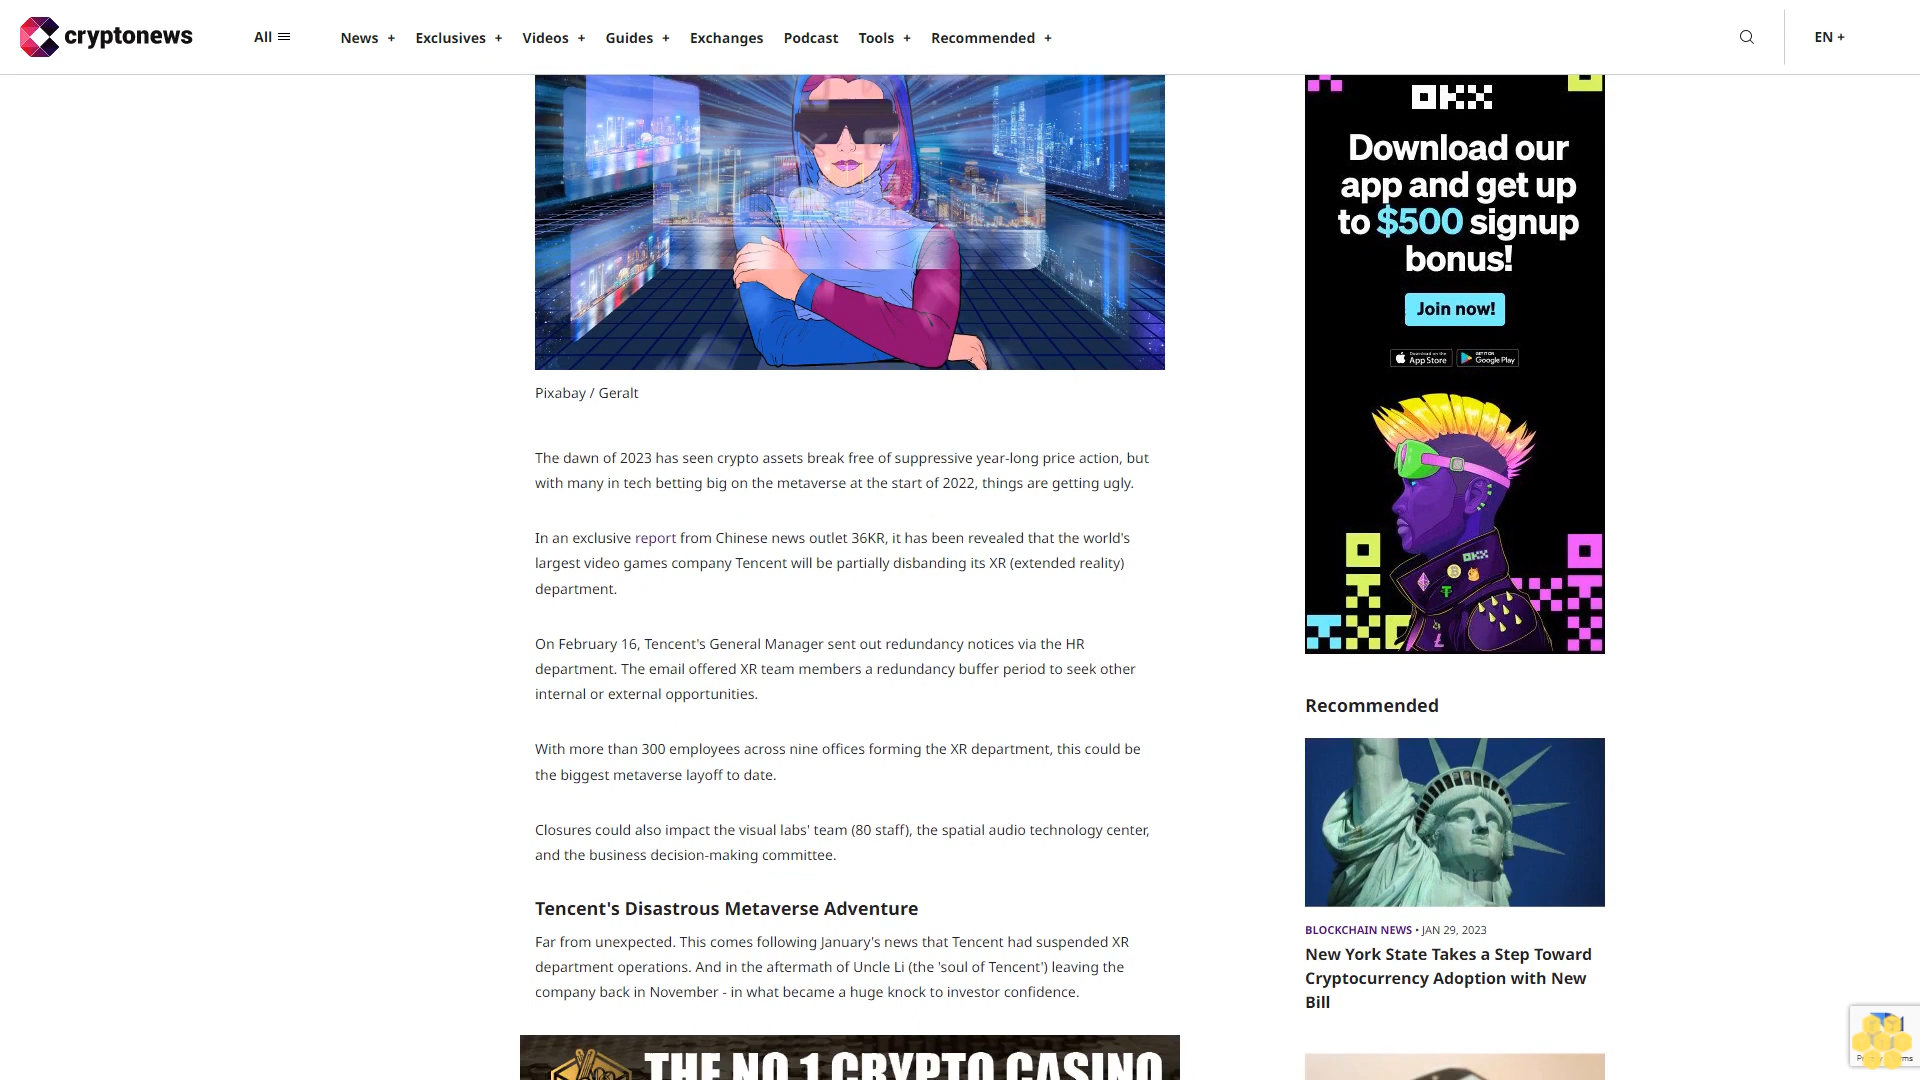 cryptonews
All
News +
Exclusives +
Videos +
Guides +
Exchanges
Podcast
Tools +
Recommended +
EN +
Pixabay / Geralt
The dawn of 2023 has seen crypto assets break free of suppressive year-long price action, but
with many in tech betting big on the metaverse at the start of 2022, things are getting ugly.
In an exclusive report from Chinese news outlet 36KR, it has been revealed that the world's
largest video games company Tencent will be partially disbanding its XR (extended reality)
department.
On February 16, Tencent's General Manager sent out redundancy notices via the HR
department. The email offered XR team members a redundancy buffer period to seek other
internal or external opportunities.
With more than 300 employees across nine offices forming the XR department, this could be
the biggest metaverse layoff to date.
Closures could also impact the visual labs' team (80 staff), the spatial audio technology center,
and the business decision-making committee.
Tencent's Disastrous Metaverse Adventure
Far from unexpected. This comes following January's news that Tencent had suspended XR
department operations. And in the aftermath of Uncle Li (the 'soul of Tencent') leaving the
company back in November - in what became a huge knock to investor confidence.
THE NO.1 CRYPTO CASINO
OKX
Download our
app and get up
to $500 signup
bonus!
Join now!
Download on the
App Store
GET IT ON
Google Play
OKX
Recommended
BLOCKCHAIN NEWS • JAN 29, 2023
New York State Takes a Step Toward
Cryptocurrency Adoption with New
Bill